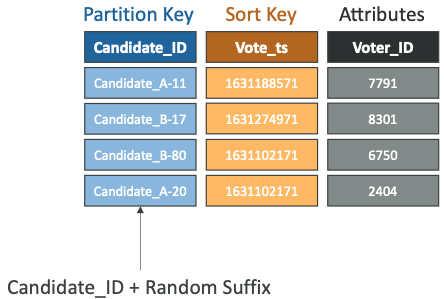 Partition Key Sort Key Attributes
Candidate_ID Vote_ts Voter_ID
Candidate_A-11 1631188571 7791
Candidate_B-17 1631274971 8301
Candidate_B-80 1631102171 6750
Candidate_A-20 1631102171 2404
Candidate_ID + Random Suffix